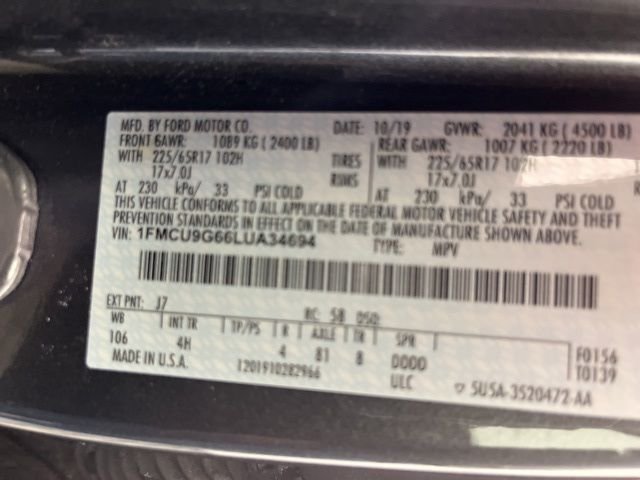 MFD. BY FORD MOTOR CO. DATE: 10/19 GVWR: 2041 KG ( 4500 LB)
FRONT GAWR: 1089 KG ( 2400 LB) REAR GAWR: 1007 KG ( 2220 LB)
WITH 225/65R17 102H TIRES WITH 225/65R17 102H
17x7.0J RIMS 17x7.0J
AT 230 kPa/ 33 PSI COLD AT 230 kPa/ 33 PSI COLD
THIS VEHICLE CONFORMS TO ALL APPLICABLE FEDERAL MOTOR VEHICLE SAFETY AND THEFT
PREVENTION STANDARDS IN EFFECT ON THE DATE OF MANUFACTURE SHOWN ABOVE.
VIN: 1FMCU9G66LUA34694 TYPE: MPV
EXT PNT: J7 RC: 58 DSO:
WB INT TR TP/PS R AXLE TR SPR
106 4H 4 81 8 0000 F0156
MADE IN U.S.A. 1201910282966 ULC T0139
5U5A-3520472-AA